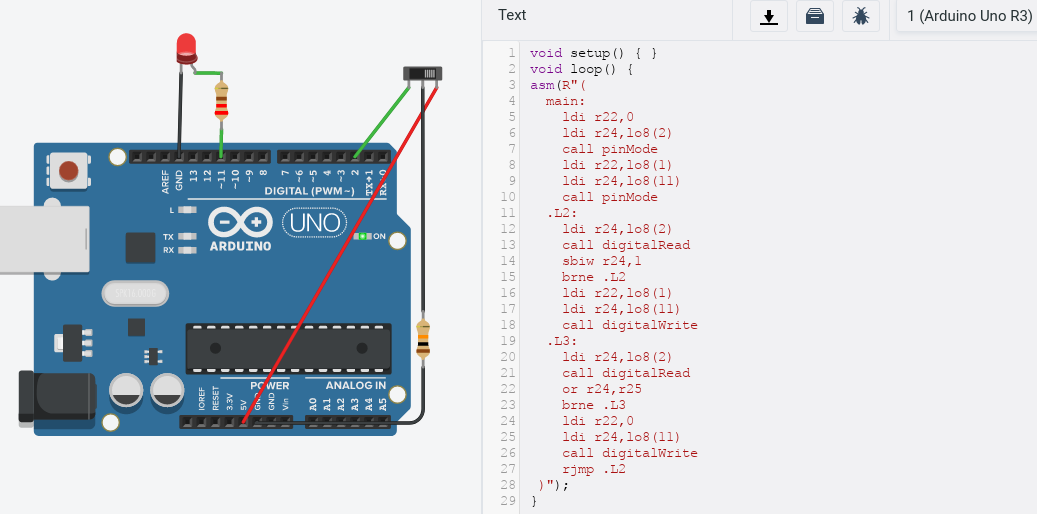 Text
1 (Arduino Uno R3)
1 void setup() { }
2 void loop() {
3 asm(R"(
4 main:
5 ldi r22,0
6 ldi r24,lo8(2)
7 call pinMode
8 ldi r22,lo8(1)
9 ldi r24,lo8(11)
10 call pinMode
11 .L2:
12 ldi r24,lo8(2)
13 call digitalRead
14 sbiw r24,1
15 brne .L2
16 ldi r22,lo8(1)
17 ldi r24,lo8(11)
18 call digitalWrite
19 .L3:
20 ldi r24,lo8(2)
21 call digitalRead
22 or r24,r25
23 brne .L3
24 ldi r22,0
25 ldi r24,lo8(11)
26 call digitalWrite
27 rjmp .L2
28 )");
29 }
AREF
GND
13
12
~11
~10
~9
8
7
~6
~5
4
~3
2
TX→1
RX←0
DIGITAL (PWM~)
L
TX
RX
ARDUINO
UNO
ON
POWER
ANALOG IN
IOREF
RESET
3.3V
5V
GND
GND
Vin
A0
A1
A2
A3
A4
A5